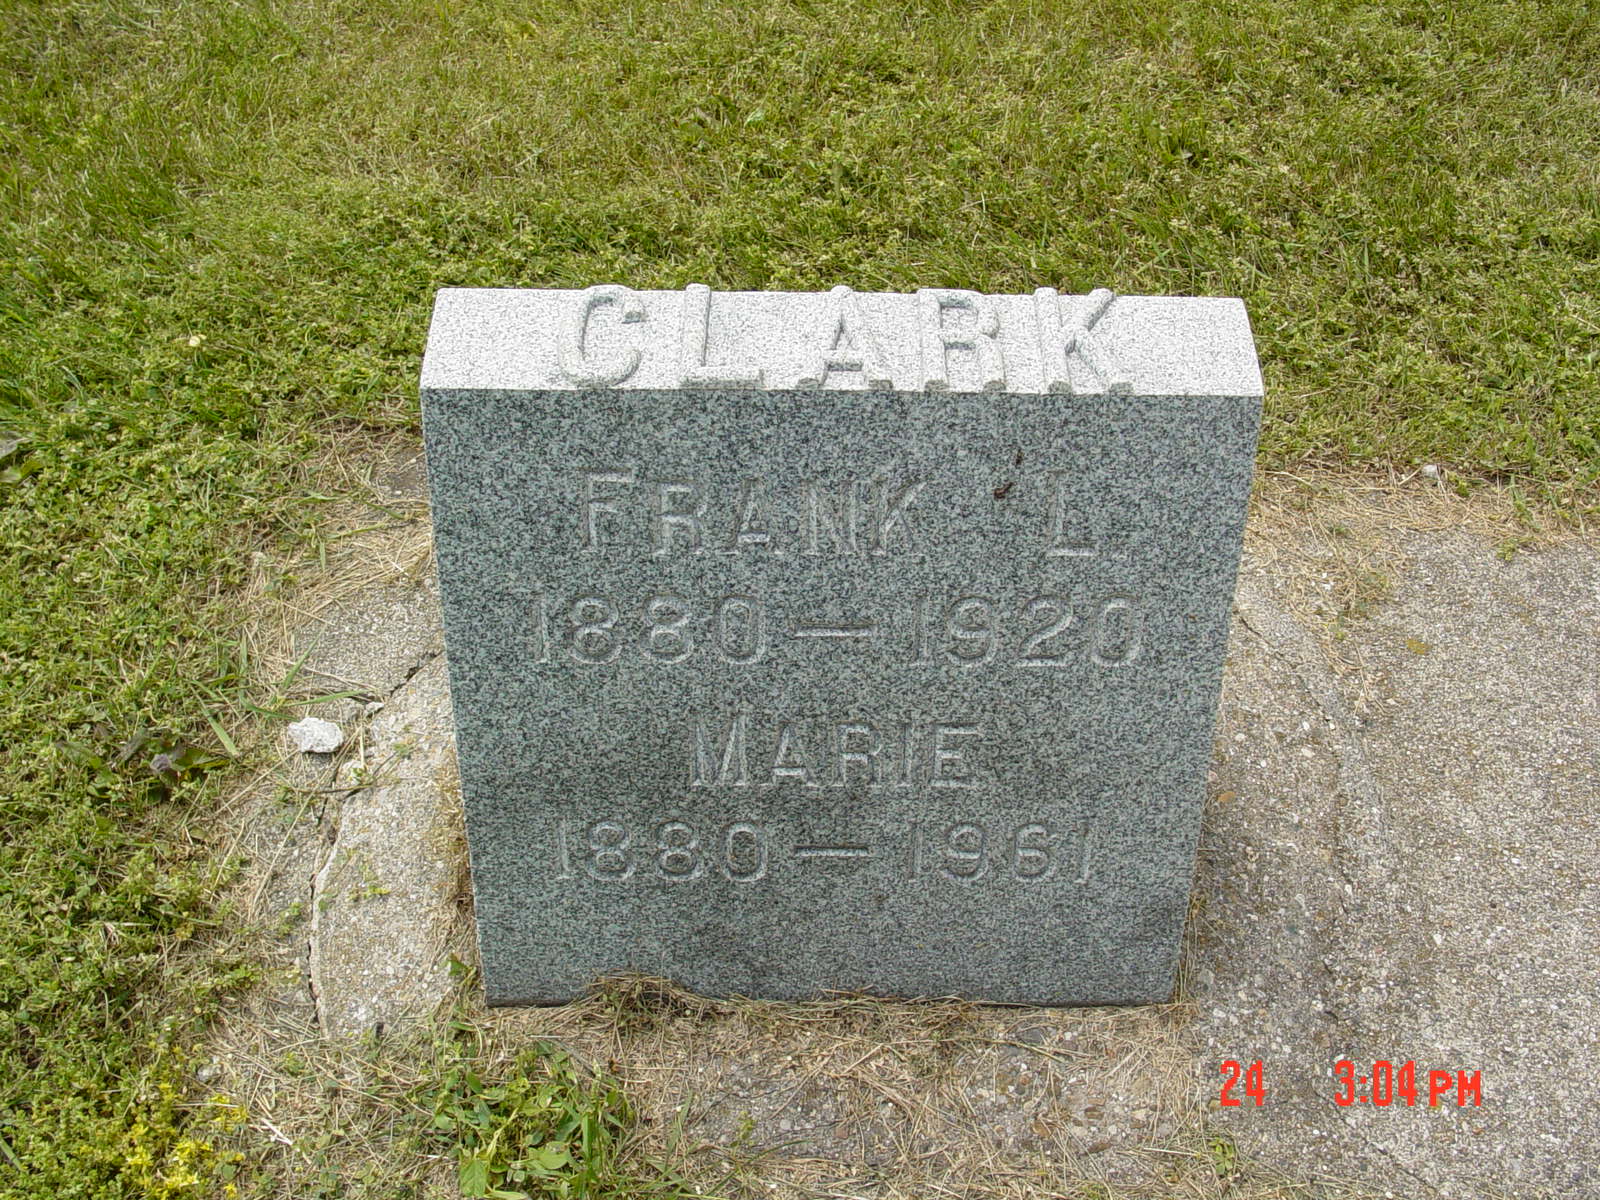 CLARK
FRANK L.
1880 — 1920
MARIE
1880 — 1961
24 3:04 PM